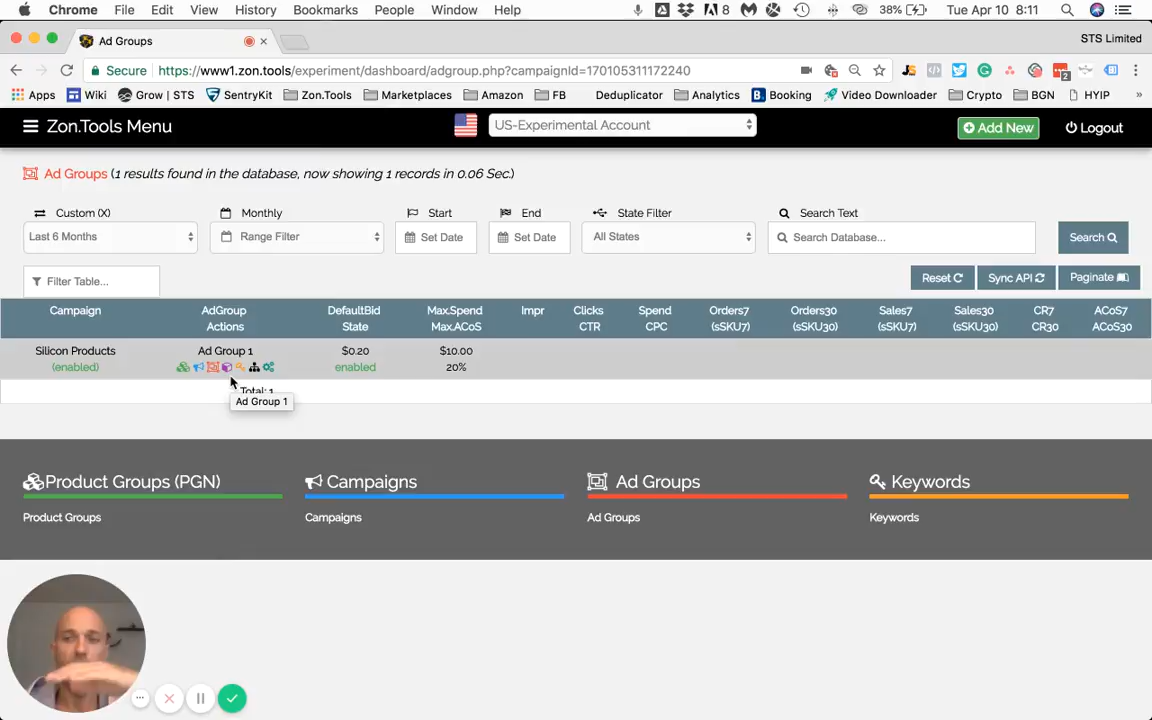 Chrome File Edit View History Bookmarks People Window Help 8 38% Tue Apr 10 8:11
Ad Groups STS Limited
Secure https://www1.zon.tools/experiment/dashboard/adgroup.php?campaignId=170105311172240 2
Apps Wiki Grow | STS SentryKit Zon.Tools Marketplaces Amazon FB Deduplicator Analytics Booking Video Downloader Crypto BGN HYIP »
Zon.Tools Menu US-Experimental Account Add New Logout
Ad Groups (1 results found in the database, now showing 1 records in 0.06 Sec.)
Custom (X) Monthly Start End State Filter Search Text
Last 6 Months Range Filter Set Date Set Date All States Search Database... Search
Filter Table... Reset Sync API Paginate
Campaign AdGroup DefaultBid Max.Spend Impr Clicks Spend Orders7 Orders30 Sales7 Sales30 CR7 ACoS7
Actions State Max.ACoS CTR CPC (sSKU7) (sSKU30) (sSKU7) (sSKU30) CR30 ACoS30
Silicon Products Ad Group 1 $0.20 $10.00
(enabled) enabled 20%
Total: 1
Ad Group 1
Product Groups (PGN) Campaigns Ad Groups Keywords
Product Groups Campaigns Ad Groups Keywords